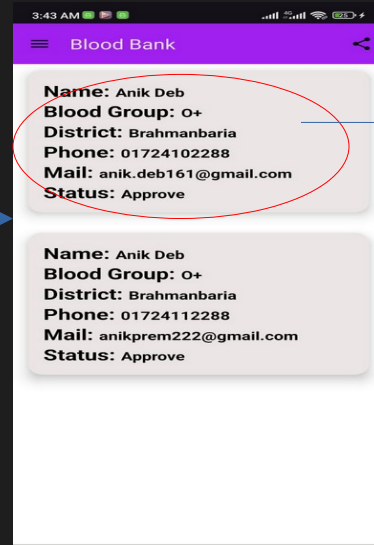 3:43 AM
Blood Bank
Name: Anik Deb
Blood Group: O+
District: Brahmanbaria
Phone: 01724102288
Mail: anik.deb161@gmail.com
Status: Approve
Name: Anik Deb
Blood Group: O+
District: Brahmanbaria
Phone: 01724112288
Mail: anikprem222@gmail.com
Status: Approve